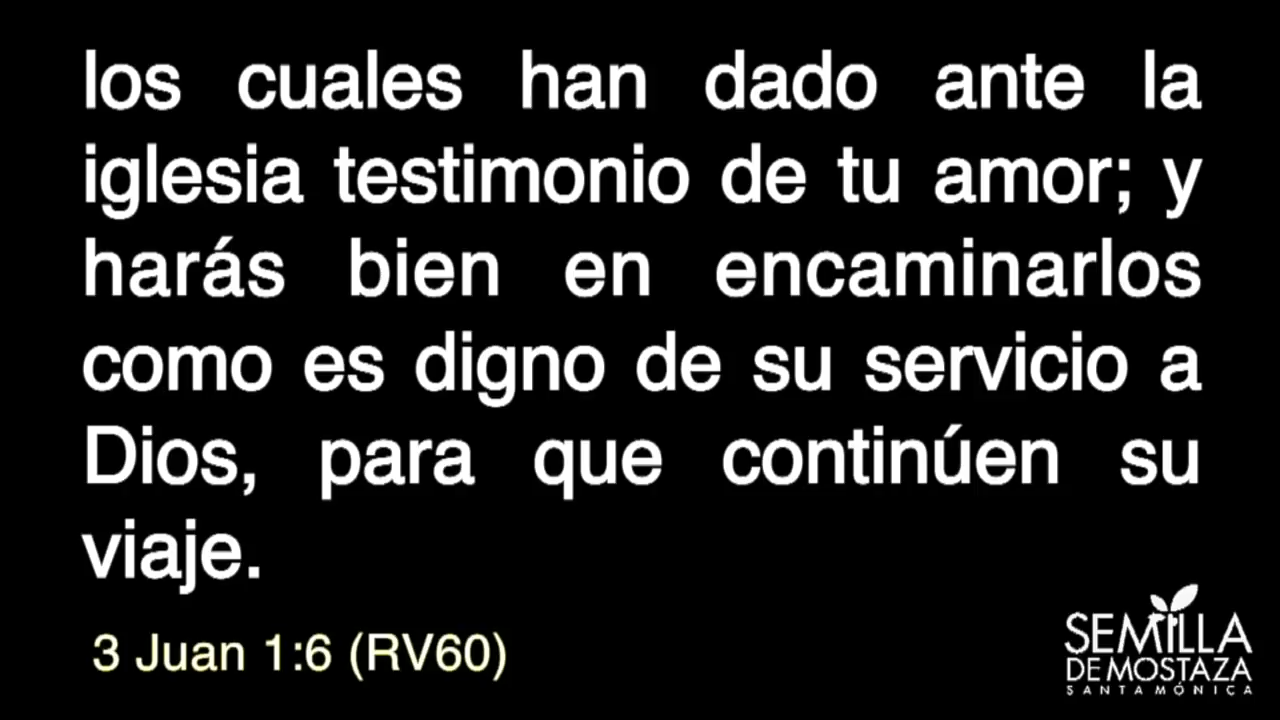 los cuales han dado ante la
iglesia testimonio de tu amor; y
harás bien en encaminarlos
como es digno de su servicio a
Dios, para que continúen su
viaje.
3 Juan 1:6 (RV60)
SEMILLA
DE MOSTAZA
SANTA MÓNICA